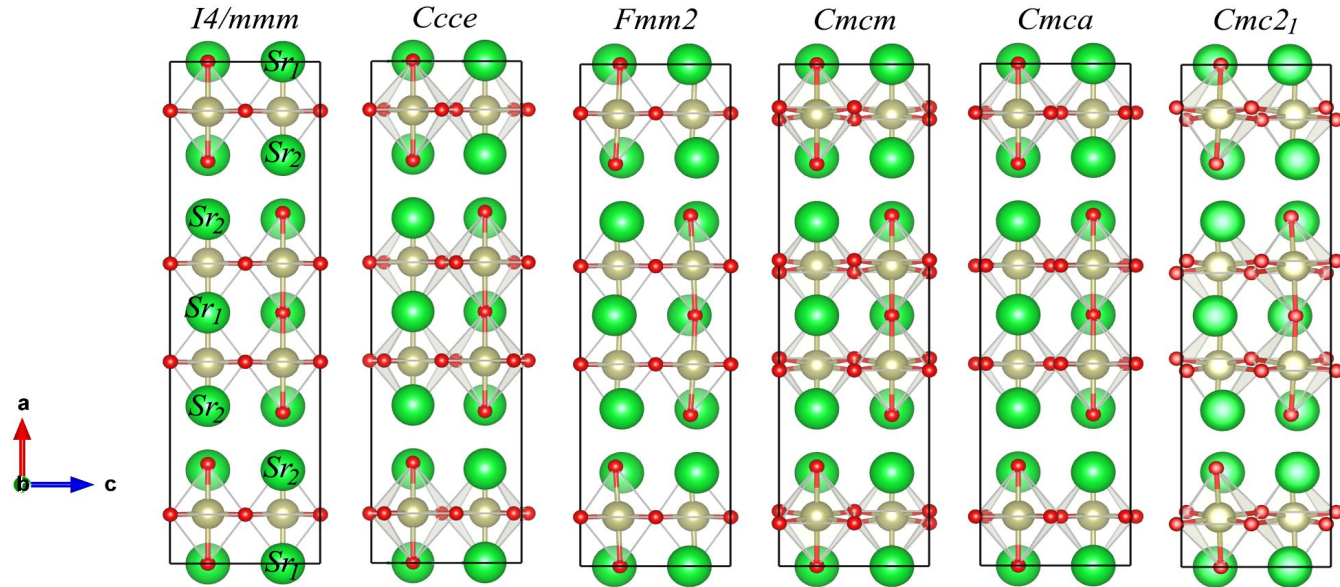 I4/mmm Ccce Fmm2 Cmcm Cmca Cmc2₁
Sr₁
Sr₂
Sr₂
Sr₁
Sr₂
Sr₂
Sr₁
a
b c